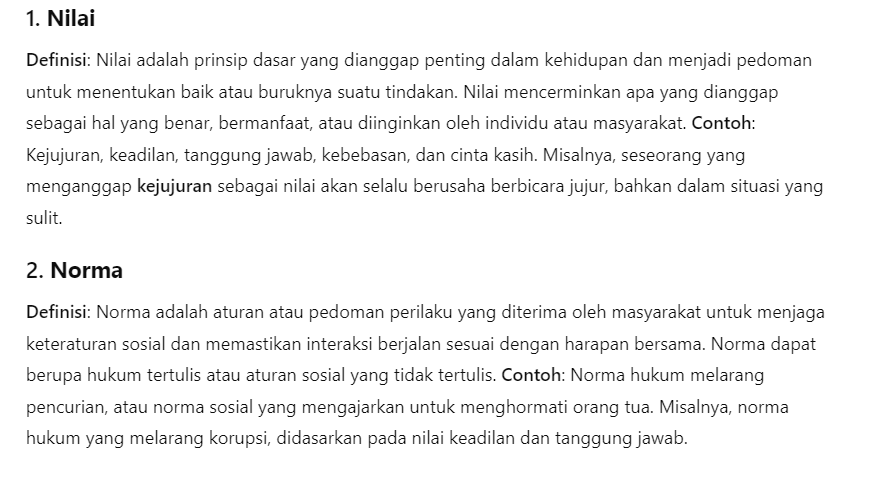 1. Nilai
Definisi: Nilai adalah prinsip dasar yang dianggap penting dalam kehidupan dan menjadi pedoman
untuk menentukan baik atau buruknya suatu tindakan. Nilai mencerminkan apa yang dianggap
sebagai hal yang benar, bermanfaat, atau diinginkan oleh individu atau masyarakat. Contoh:
Kejujuran, keadilan, tanggung jawab, kebebasan, dan cinta kasih. Misalnya, seseorang yang
menganggap kejujuran sebagai nilai akan selalu berusaha berbicara jujur, bahkan dalam situasi yang
sulit.
2. Norma
Definisi: Norma adalah aturan atau pedoman perilaku yang diterima oleh masyarakat untuk menjaga
keteraturan sosial dan memastikan interaksi berjalan sesuai dengan harapan bersama. Norma dapat
berupa hukum tertulis atau aturan sosial yang tidak tertulis. Contoh: Norma hukum melarang
pencurian, atau norma sosial yang mengajarkan untuk menghormati orang tua. Misalnya, norma
hukum yang melarang korupsi, didasarkan pada nilai keadilan dan tanggung jawab.